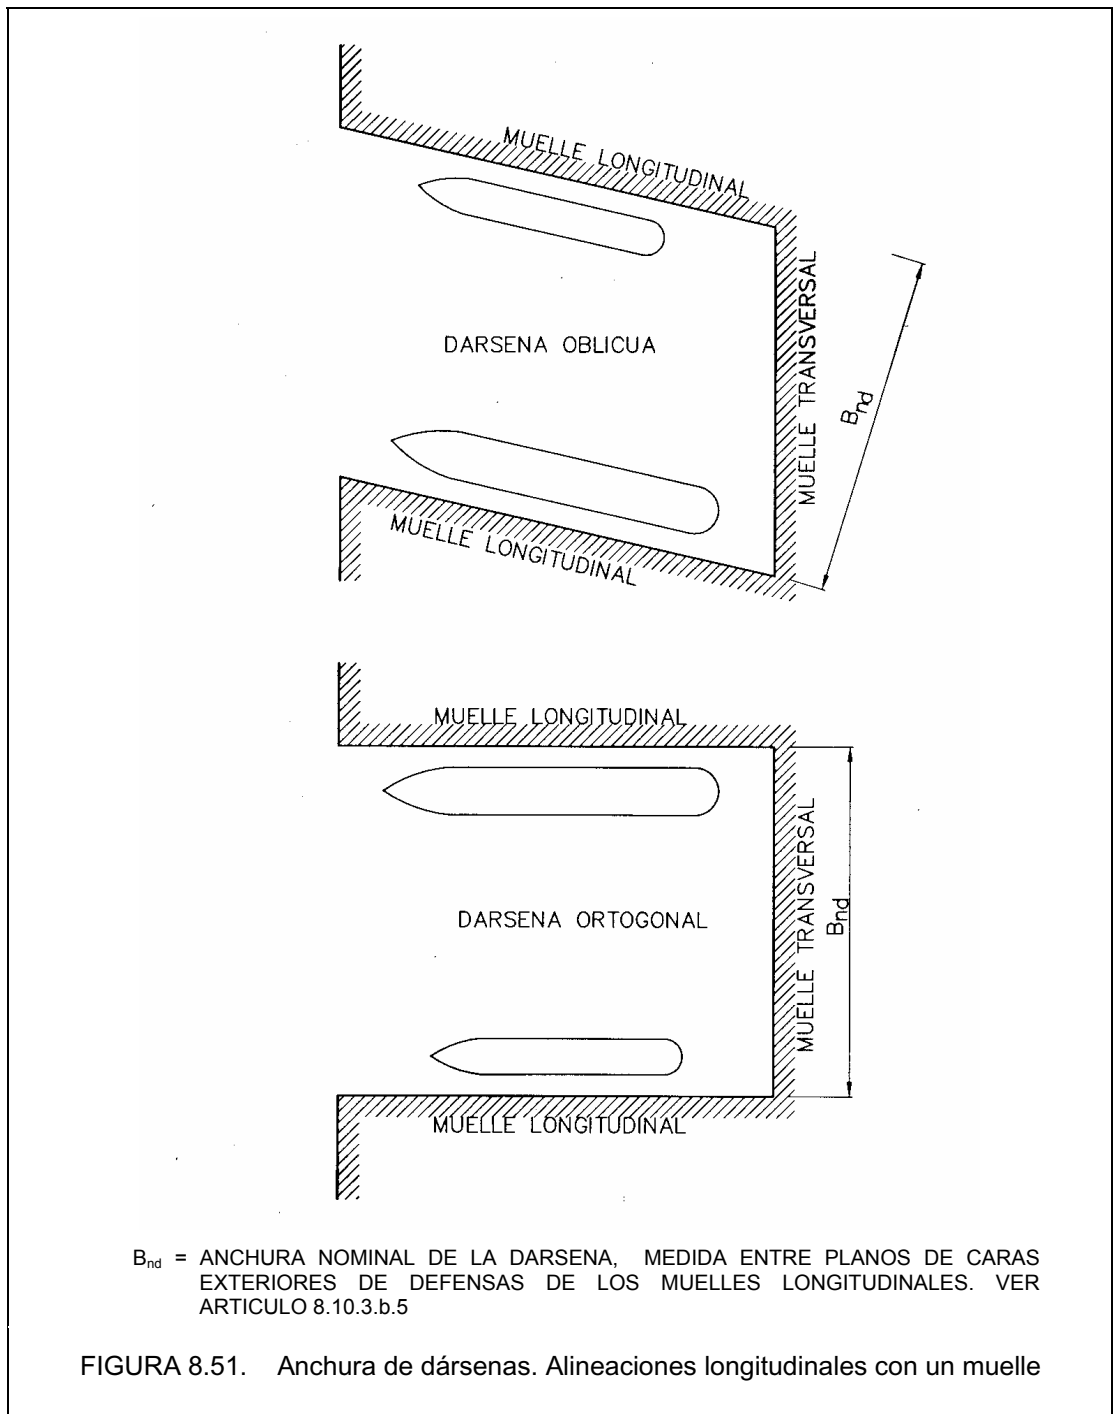 MUELLE LONGITUDINAL
DARSENA OBLICUA
MUELLE TRANSVERSAL
Bnd
MUELLE LONGITUDINAL
MUELLE LONGITUDINAL
DARSENA ORTOGONAL
MUELLE TRANSVERSAL
Bnd
MUELLE LONGITUDINAL
Bnd = ANCHURA NOMINAL DE LA DARSENA, MEDIDA ENTRE PLANOS DE CARAS
EXTERIORES DE DEFENSAS DE LOS MUELLES LONGITUDINALES. VER
ARTICULO 8.10.3.b.5
FIGURA 8.51. Anchura de dársenas. Alineaciones longitudinales con un muelle